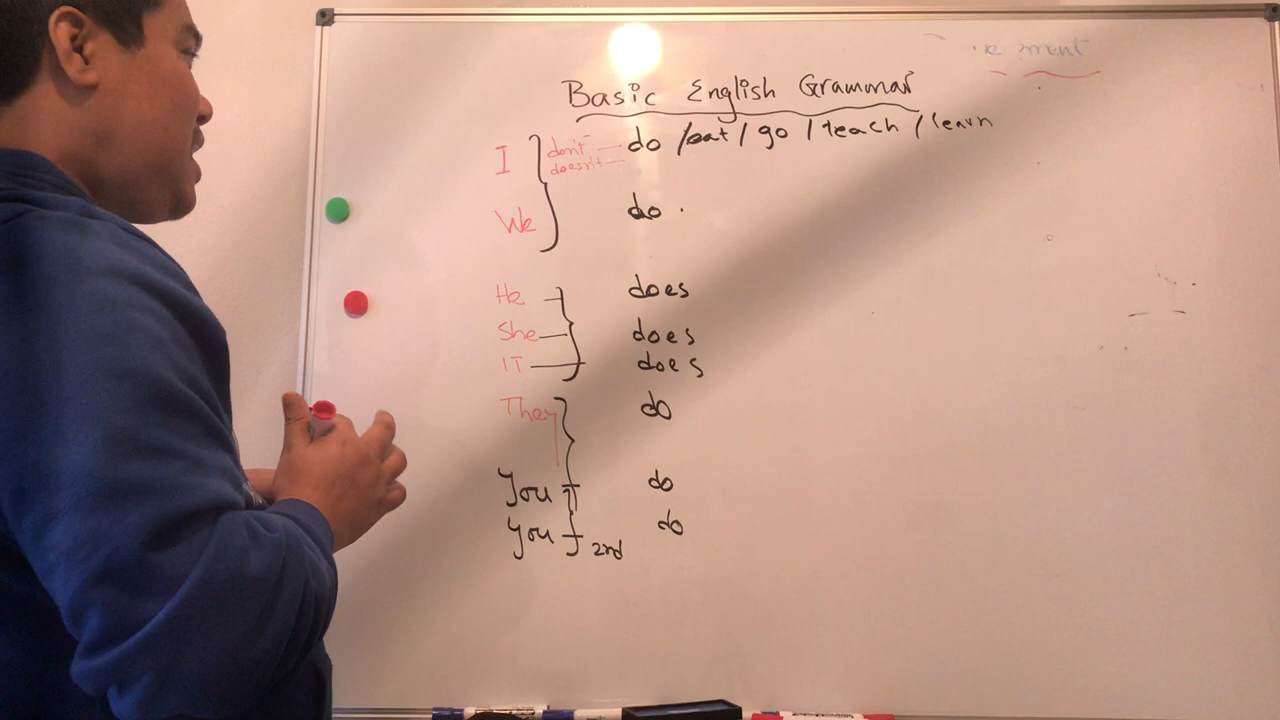 Basic English Grammar
I don't do / eat / go / teach / learn
doesn't
We do
He does
She does
IT does
They do
You do
You 2nd do